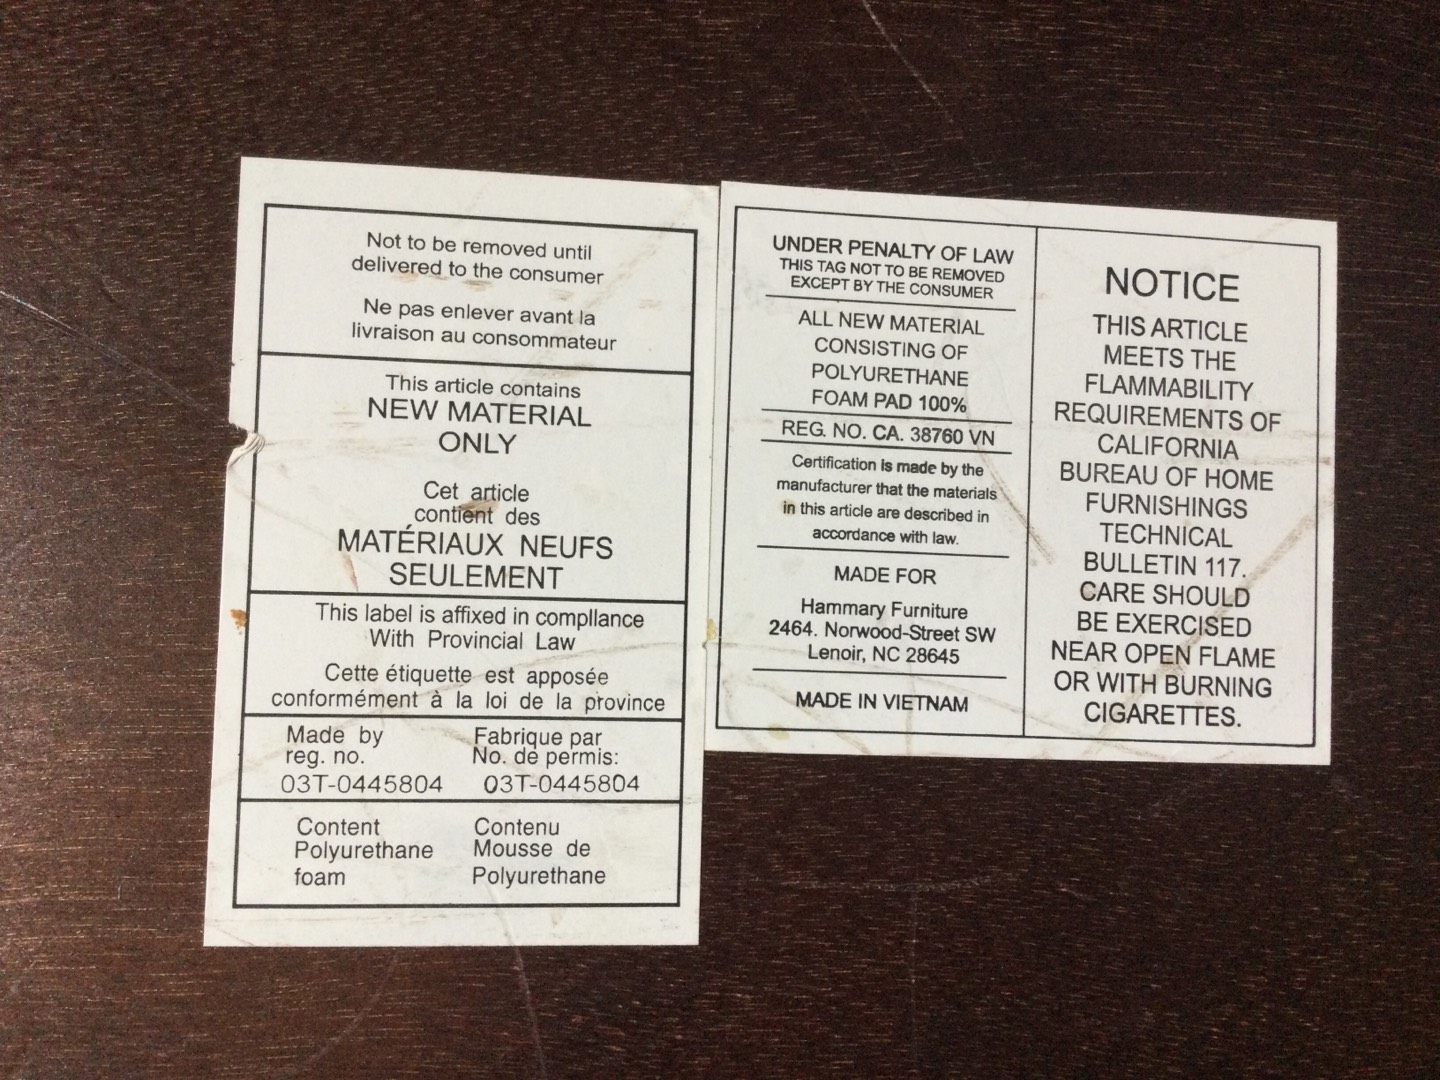 Not to be removed until
delivered to the consumer
Ne pas enlever avant la
livraison au consommateur
This article contains
NEW MATERIAL
ONLY
Cet article
contient des
MATÉRIAUX NEUFS
SEULEMENT
This label is affixed in compllance
With Provincial Law
Cette étiquette est apposée
conformément à la loi de la province
Made by
reg. no.
03T-0445804
Fabrique par
No. de permis:
03T-0445804
Content
Polyurethane
foam
Contenu
Mousse de
Polyurethane
UNDER PENALTY OF LAW
THIS TAG NOT TO BE REMOVED
EXCEPT BY THE CONSUMER
ALL NEW MATERIAL
CONSISTING OF
POLYURETHANE
FOAM PAD 100%
REG. NO. CA. 38760 VN
Certification is made by the
manufacturer that the materials
in this article are described in
accordance with law.
MADE FOR
Hammary Furniture
2464. Norwood-Street SW
Lenoir, NC 28645
MADE IN VIETNAM
NOTICE
THIS ARTICLE
MEETS THE
FLAMMABILITY
REQUIREMENTS OF
CALIFORNIA
BUREAU OF HOME
FURNISHINGS
TECHNICAL
BULLETIN 117.
CARE SHOULD
BE EXERCISED
NEAR OPEN FLAME
OR WITH BURNING
CIGARETTES.